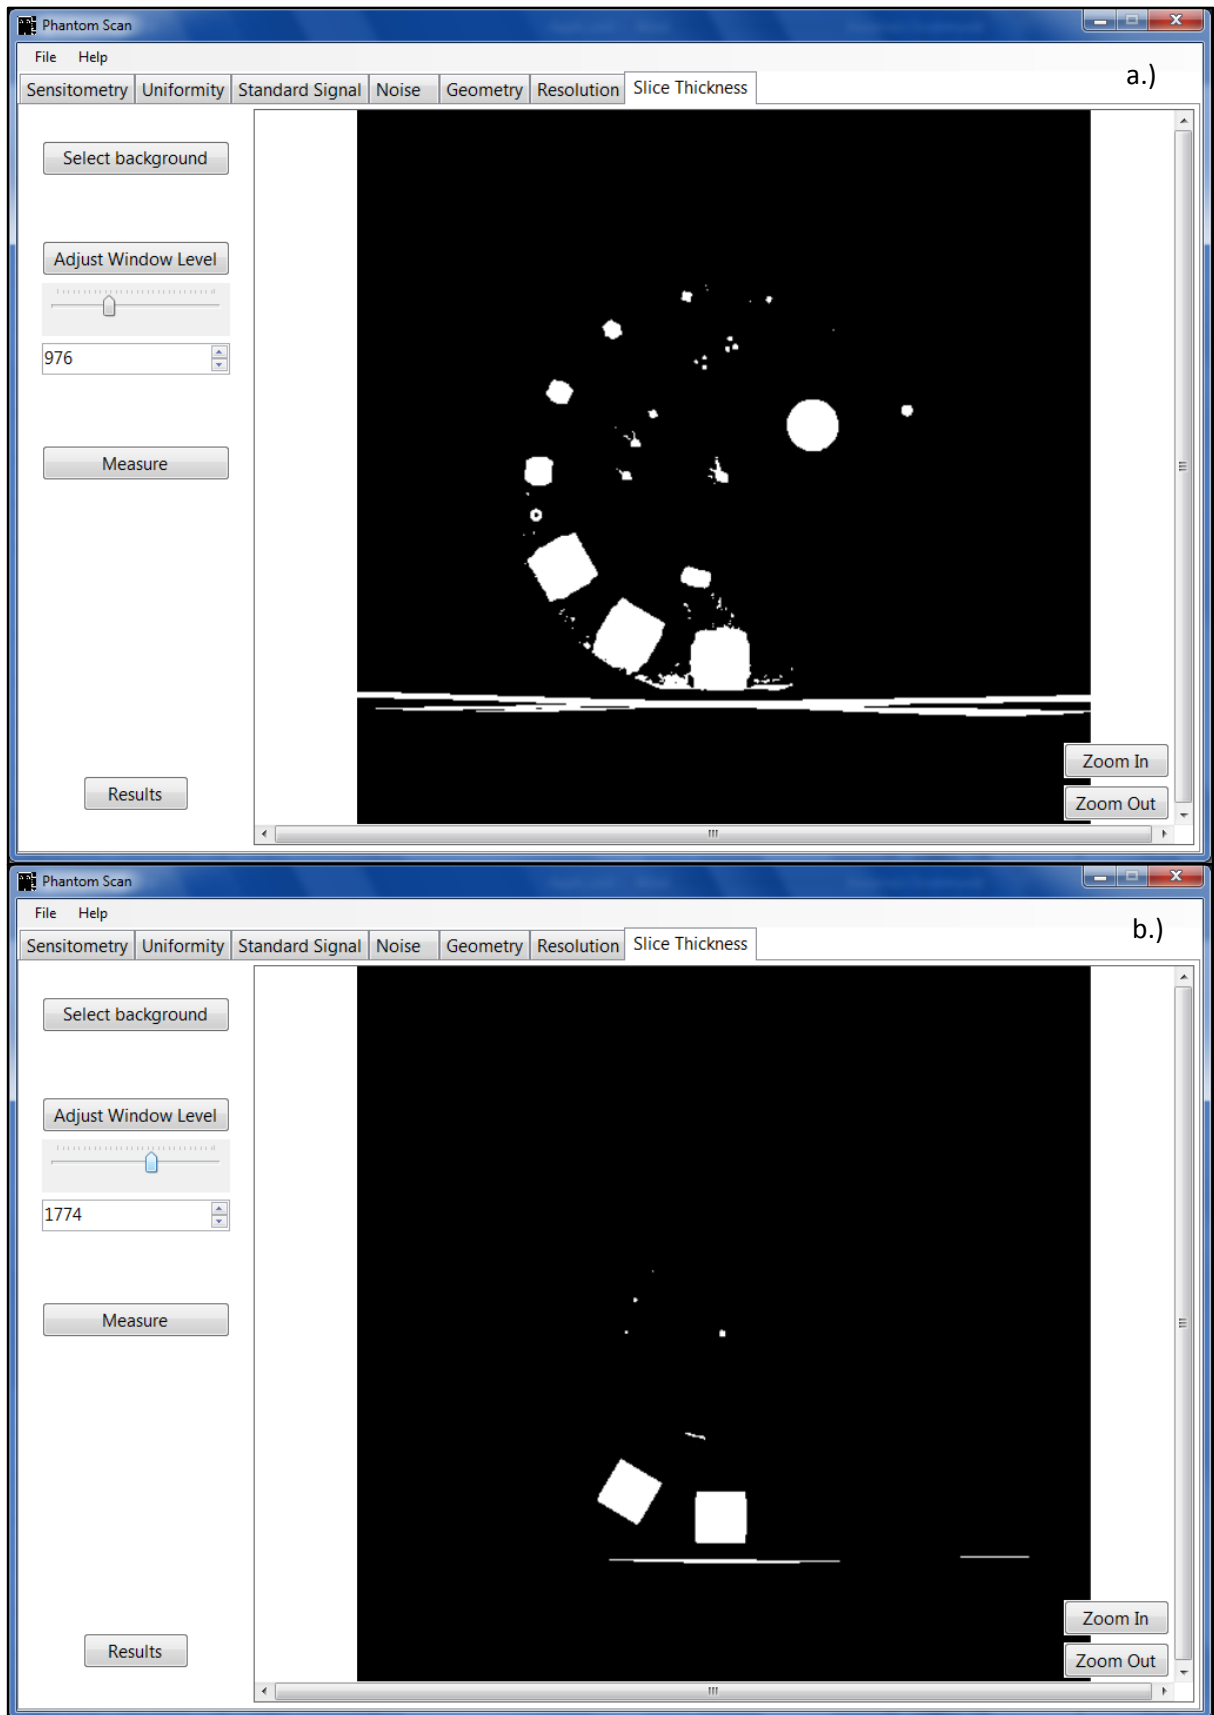 Phantom Scan
File Help
a.)
Sensitometry Uniformity Standard Signal Noise Geometry Resolution Slice Thickness
Select background
Adjust Window Level
976
Measure
Results
Zoom In
Zoom Out
Phantom Scan
File Help
b.)
Sensitometry Uniformity Standard Signal Noise Geometry Resolution Slice Thickness
Select background
Adjust Window Level
1774
Measure
Results
Zoom In
Zoom Out